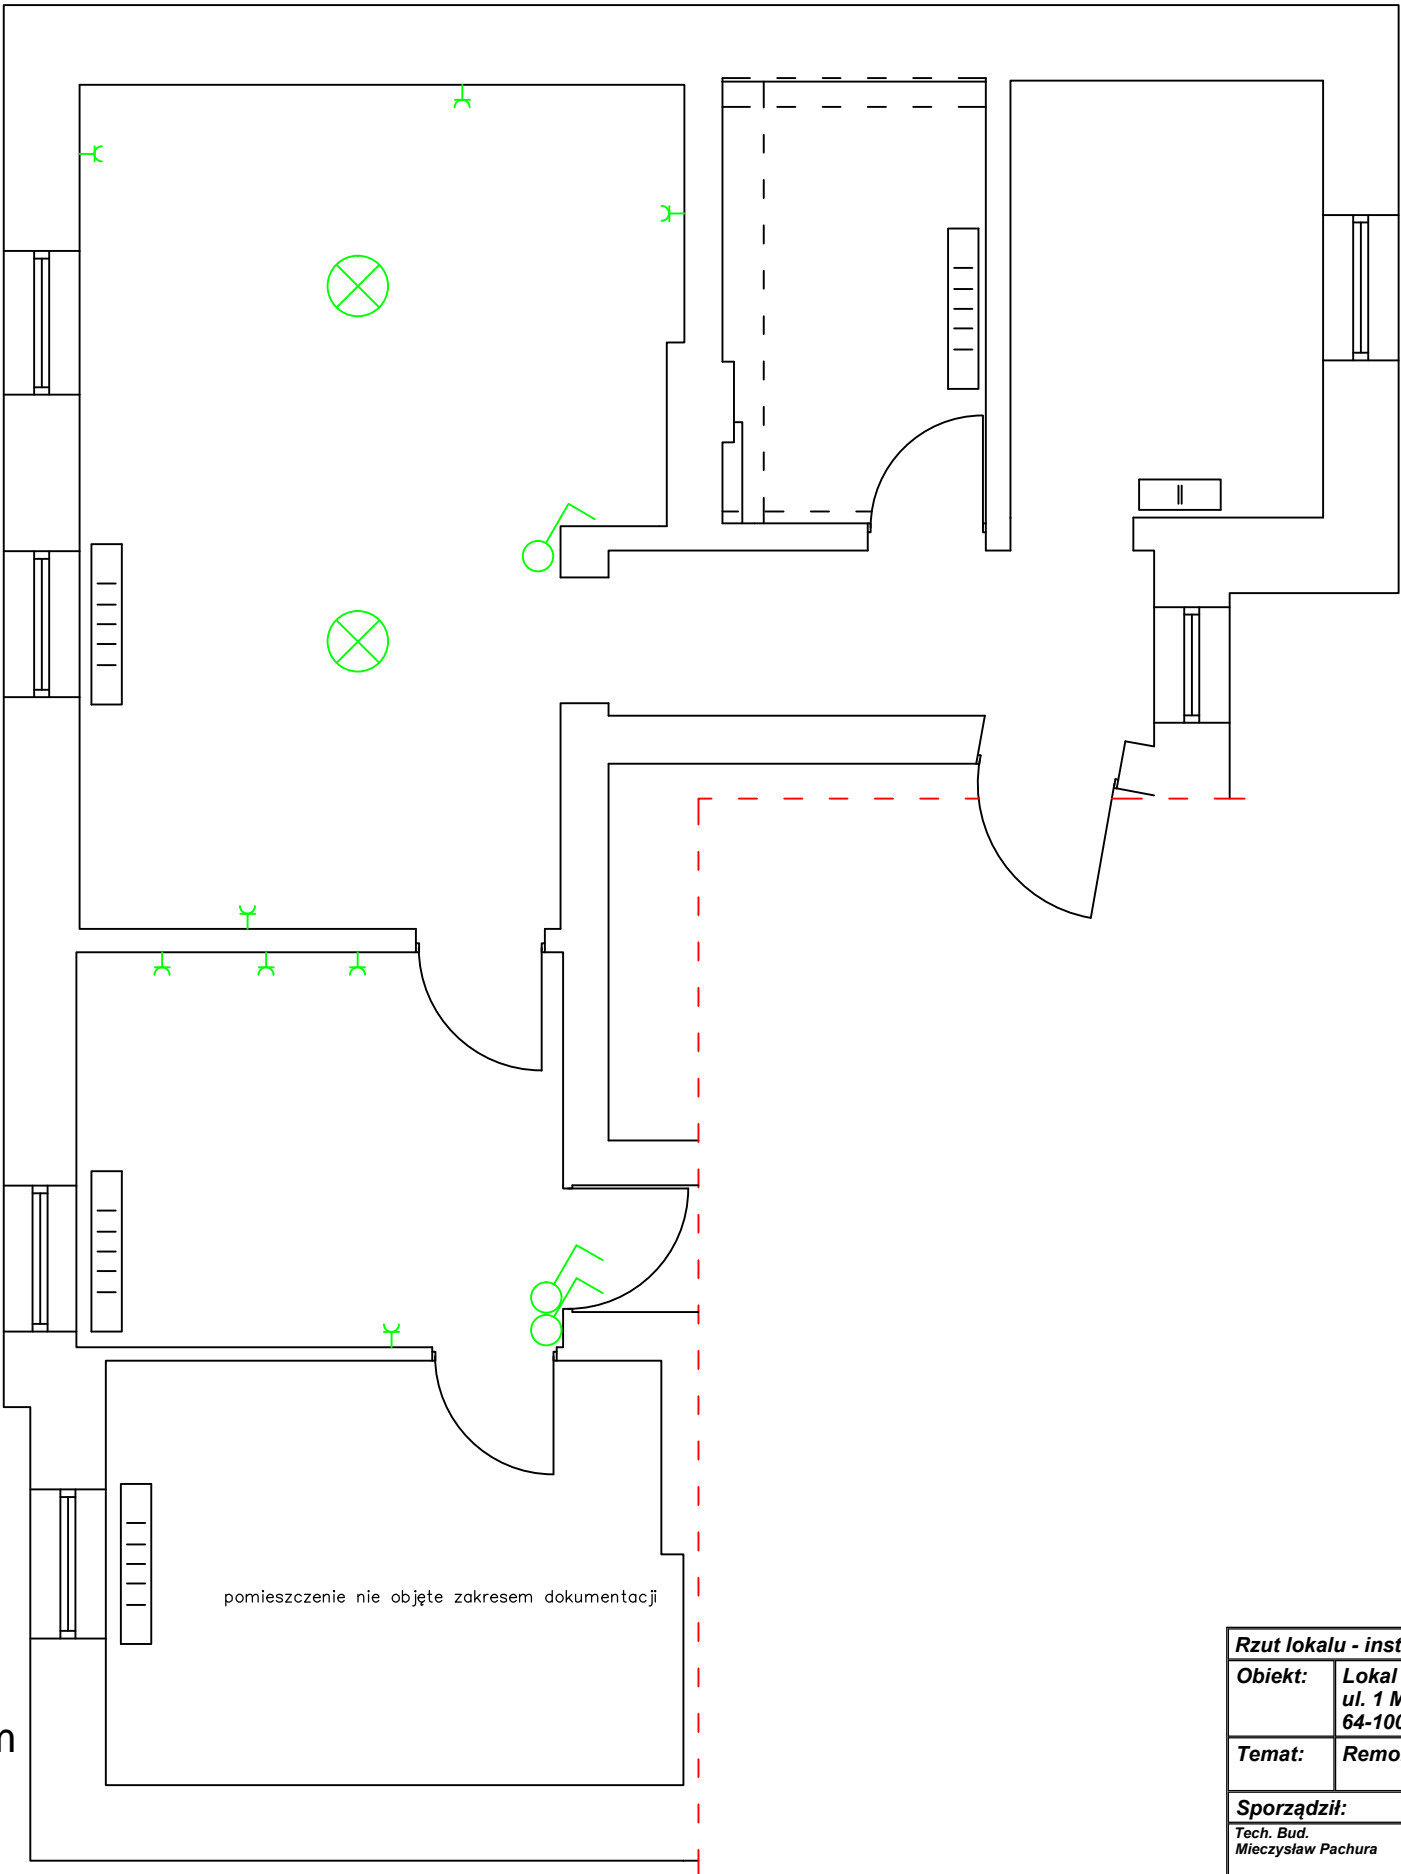 pomieszczenie nie objęte zakresem dokumentacji
Rzut lokalu - inst
Obiekt: Lokal
ul. 1 M
64-100
Temat: Remo
Sporządził:
Tech. Bud.
Mieczysław Pachura